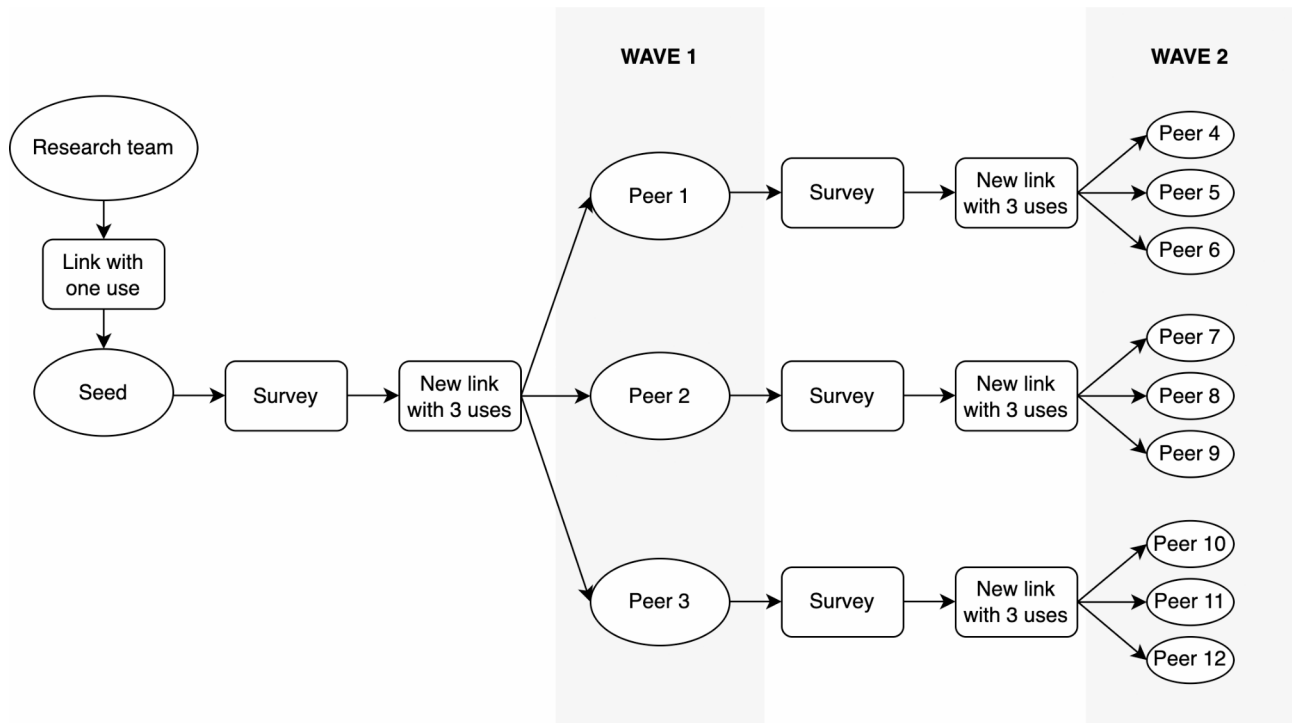 WAVE 1
WAVE 2
Research team
Link with
one use
Seed
Survey
New link
with 3 uses
Peer 1
Survey
New link
with 3 uses
Peer 4
Peer 5
Peer 6
Peer 2
Survey
New link
with 3 uses
Peer 7
Peer 8
Peer 9
Peer 3
Survey
New link
with 3 uses
Peer 10
Peer 11
Peer 12